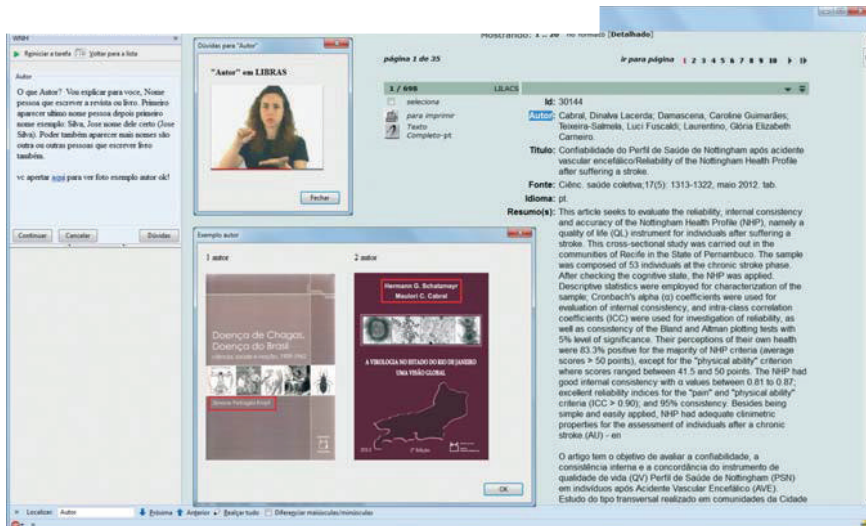 WNH
Reiniciar a tarefa Voltar para a lista
Autor
O que Autor? Vou explicar para voce, Nome
pessoa que escrever a revista ou livro. Primeiro
aparecer ultimo nome pessoa depois primeiro
nome exemplo: Silva, Jose nome dele certo (Jose
Silva). Poder também aparecer mais nomes são
outra ou outras pessoas que escrever livro
também.
vc apertar aqui para ver foto exemplo autor ok!
Continuar Cancelar Dúvidas
Dúvidas para "Autor"
"Autor" em LIBRAS
Fechar
Exemplo autor
1 autor
Doença de Chagas,
Doença do Brasil
2 autor
Hermann G. Schatzmayr
Maulori C. Cabral
A VIROLOGIA NO ESTADO DO RIO DE JANEIRO
UMA VISÃO GLOBAL
2ª Edição
OK
Mostrando: 1 .. 20 no formato [Detalhado]
página 1 de 35 ir para página 1 2 3 4 5 6 7 8 9 10
1 / 698 LILACS
seleciona
para imprimir
Texto
Completo-pt
Id: 30144
Autor: Cabral, Dinalva Lacerda; Damascena, Caroline Guimarães;
Teixeira-Salmela, Luci Fuscaldi; Laurentino, Glória Elizabeth
Carneiro.
Título: Confiabilidade do Perfil de Saúde de Nottingham após acidente
vascular encefálico/Reliability of the Nottingham Health Profile
after suffering a stroke.
Fonte: Ciênc. saúde coletiva;17(5): 1313-1322, maio 2012. tab.
Idioma: pt.
Resumo(s): This article seeks to evaluate the reliability, internal consistency
and accuracy of the Nottingham Health Profile (NHP), namely a
quality of life (QL) instrument for individuals after suffering a
stroke. This cross-sectional study was carried out in the
communities of Recife in the State of Pernambuco. The sample
was composed of 53 individuals at the chronic stroke phase.
After checking the cognitive state, the NHP was applied.
Descriptive statistics were employed for characterization of the
sample; Cronbach's alpha (α) coefficients were used for
evaluation of internal consistency, and intra-class correlation
coefficients (ICC) were used for investigation of reliability, as
well as consistency of the Bland and Altman plotting tests with
5% level of significance. Their perceptions of their own health
were 83.3% positive for the majority of NHP criteria (average
scores > 50 points), except for the "physical ability" criterion
where scores ranged between 41.5 and 50 points. The NHP had
good internal consistency with α values between 0.81 to 0.87;
excellent reliability indices for the "pain" and "physical ability"
criteria (ICC > 0.90); and 95% consistency. Besides being
simple and easily applied, NHP had adequate clinimetric
properties for the assessment of individuals after a chronic
stroke.(AU) - en
O artigo tem o objetivo de avaliar a confiabilidade, a
consistência interna e a concordância do instrumento de
qualidade de vida (QV) Perfil de Saúde de Nottingham (PSN)
em indivíduos após Acidente Vascular Encefálico (AVE).
Estudo do tipo transversal realizado em comunidades da Cidade
Localizar: Autor Próxima Anterior Realçar tudo Diferenciar maiúsculas/minúsculas